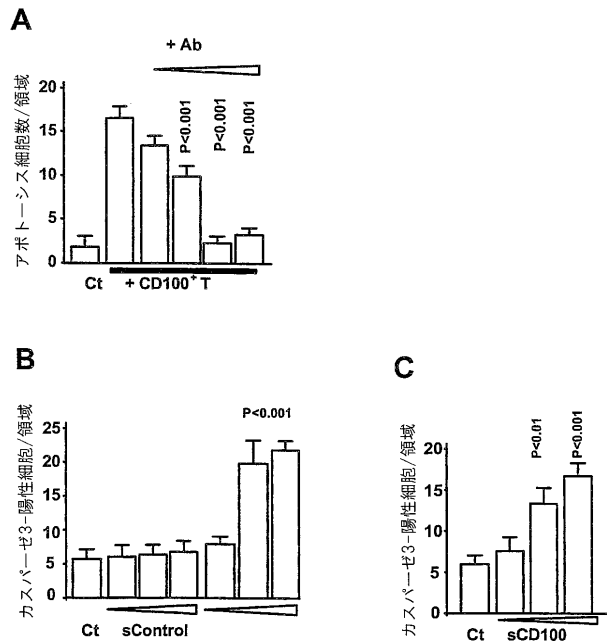 A
+ Ab
アポトーシス細胞数/領域
20
15
10
5
0
P<0.001
P<0.001
P<0.001
Ct
+ CD100+ T
B
カスパーゼ3-陽性細胞/領域
25
20
15
10
5
0
P<0.001
Ct
sControl
C
カスパーゼ3-陽性細胞/領域
20
15
10
5
0
P<0.01
P<0.001
Ct
sCD100